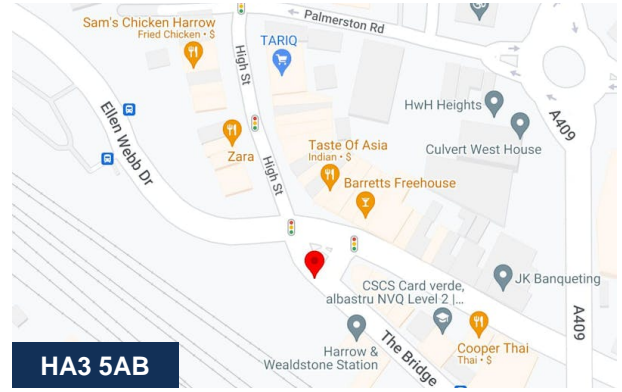 Palmerston Rd
Sam's Chicken Harrow
Fried Chicken • $
TARIQ
High St
A409
HwH Heights
Ellen Webb Dr
Culvert West House
Zara
Taste Of Asia
Indian • $
High St
Barretts Freehouse
JK Banqueting
CSCS Card verde,
albastru NVQ Level 2 |...
A409
Cooper Thai
Thai • $
Harrow &
Wealdstone Station
The Bridge
HA3 5AB